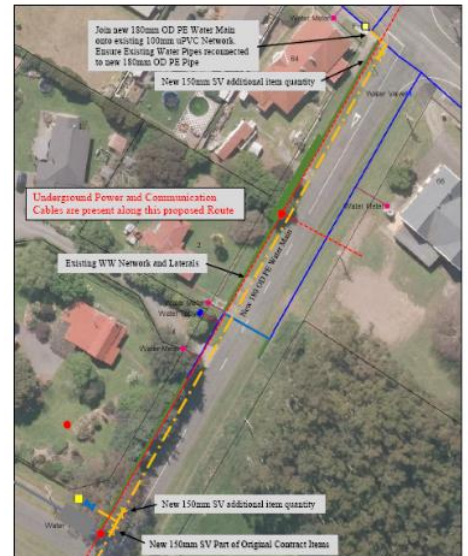 Water Meter
Join new 180mm OD PE Water Main
onto existing 100mm uPVC Network.
Ensure Existing Water Pipes reconnected
to new 180mm OD PE Pipe
64
New 150mm SV additional item quantity
Water Valve
66
Underground Power and Communication
Cables are present along this proposed Route
Water Meter
2
Existing WW Network and Laterals
New 180 OD PE Water Main
Water Meter
Water
Water Meter
New 150mm SV additional item quantity
Water
New 150mm SV Part of Original Contract Items